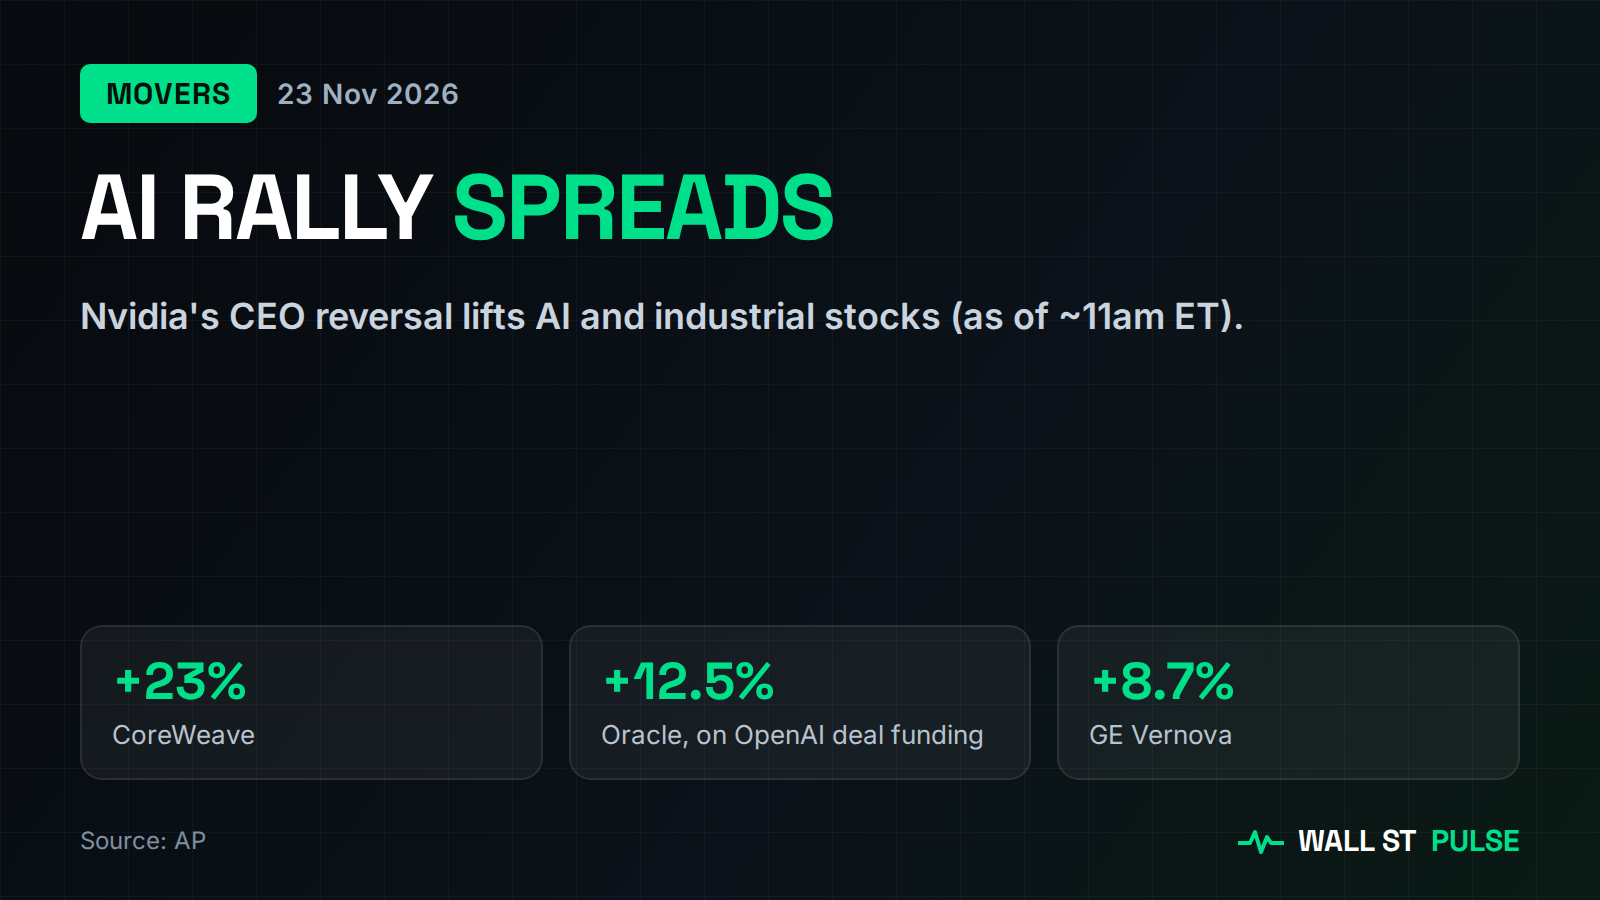 MOVERS 23 Nov 2026
AI RALLY SPREADS
Nvidia's CEO reversal lifts AI and industrial stocks (as of ~11am ET).
+23%
CoreWeave
+12.5%
Oracle, on OpenAI deal funding
+8.7%
GE Vernova
Source: AP
WALL ST PULSE